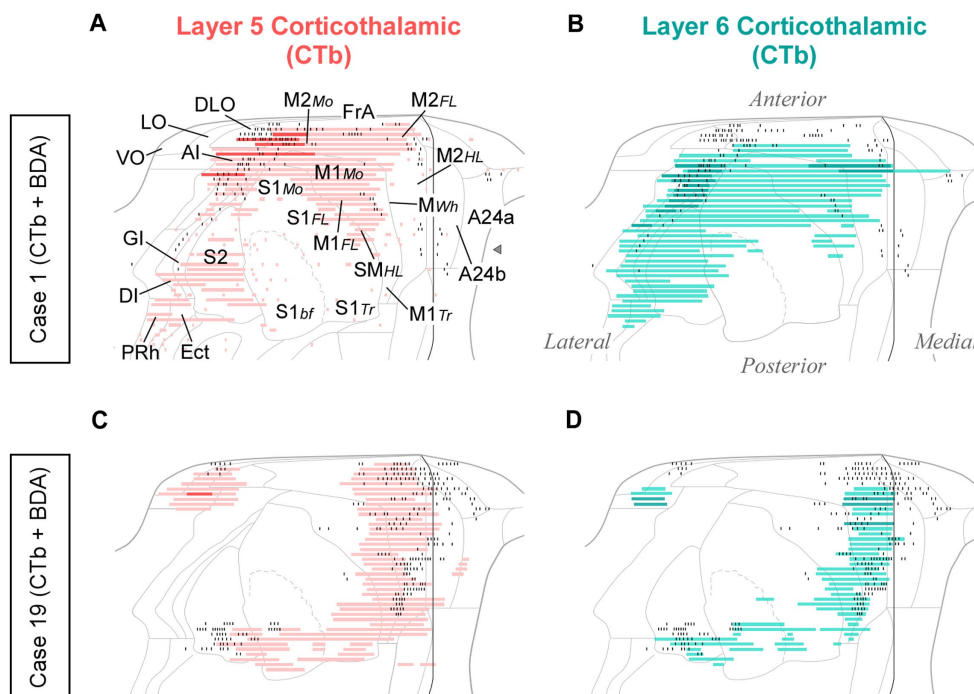 A
Layer 5 Corticothalamic
(CTb)
B
Layer 6 Corticothalamic
(CTb)
Case 1 (CTb + BDA)
DLO
M2Mo
FrA
M2FL
LO
VO
AI
M2HL
M1Mo
S1Mo
MWh
S1FL
A24a
M1FL
GI
S2
SMHL
A24b
DI
S1bf
S1Tr
M1Tr
PRh
Ect
Anterior
Lateral
Posterior
Media
C
D
Case 19 (CTb + BDA)